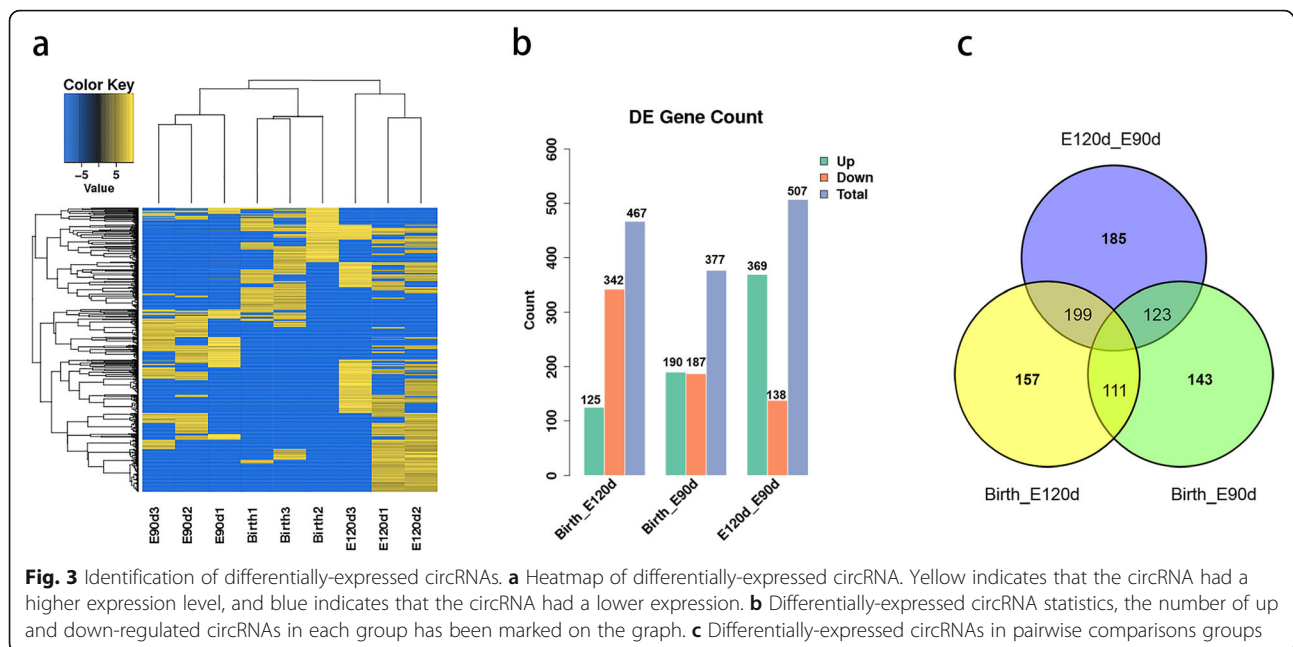 a
Color Key
−5
5
Value
E90d3
E90d2
E90d1
Birth1
Birth3
Birth2
E120d3
E120d1
E120d2
b
DE Gene Count
Up
Down
Total
Count
0
100
200
300
400
500
600
125
342
467
190
187
377
369
138
507
Birth_E120d
Birth_E90d
E120d_E90d
c
E120d_E90d
185
199
123
157
111
143
Birth_E120d
Birth_E90d
Fig. 3 Identification of differentially-expressed circRNAs. a Heatmap of differentially-expressed circRNA. Yellow indicates that the circRNA had a
higher expression level, and blue indicates that the circRNA had a lower expression. b Differentially-expressed circRNA statistics, the number of up
and down-regulated circRNAs in each group has been marked on the graph. c Differentially-expressed circRNAs in pairwise comparisons groups